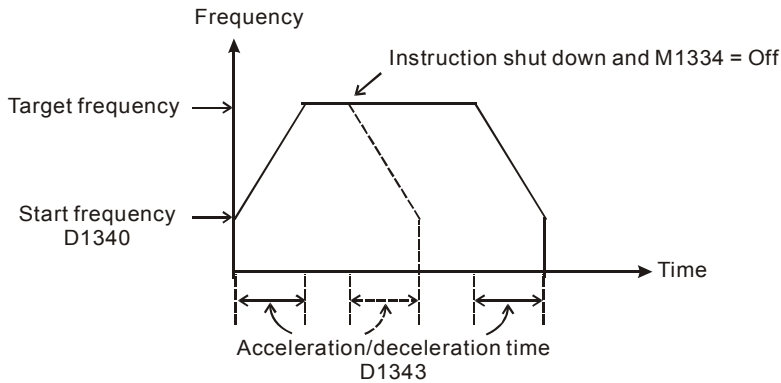 Frequency
Instruction shut down and M1334 = Off
Target frequency
Start frequency
D1340
Time
Acceleration/deceleration time
D1343